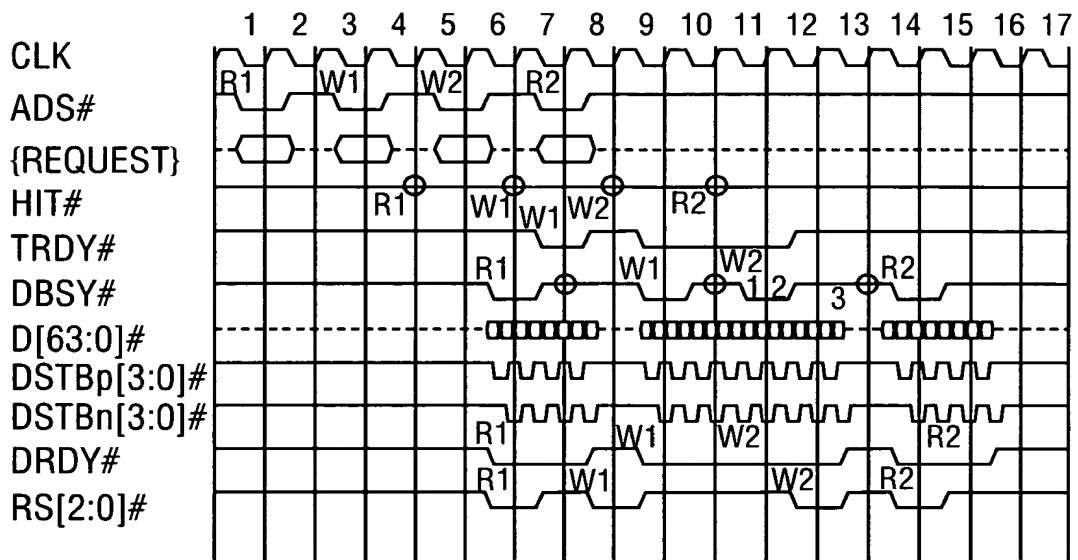 1 2 3 4 5 6 7 8 9 10 11 12 13 14 15 16 17
CLK
R1 W1 W2 R2
ADS#
{REQUEST}
HIT#
R1 W1 W1 W2 R2
TRDY#
R1 W1 W2 R2
DBSY#
1 2 3
D[63:0]#
DSTBp[3:0]#
DSTBn[3:0]#
R1 W1 W2 R2
DRDY#
R1 W1 W2 R2
RS[2:0]#